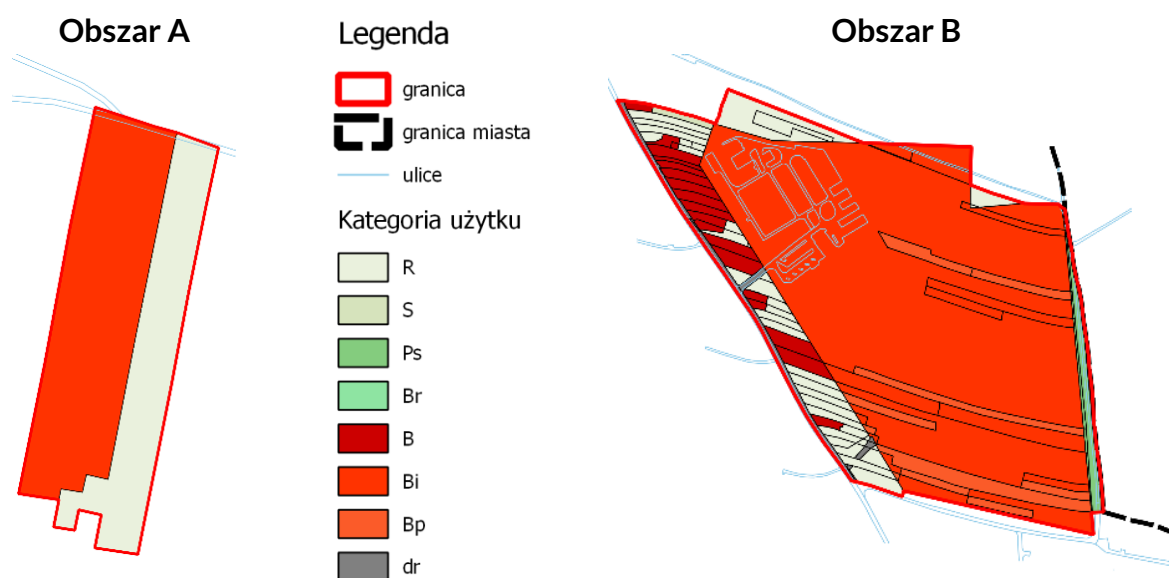 Obszar A
Legenda
granica
granica miasta
ulice
Kategoria użytku
R
S
Ps
Br
B
Bi
Bp
dr
Obszar B